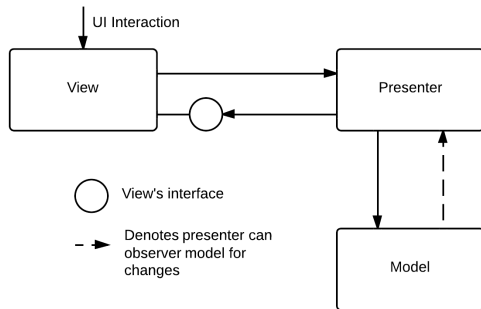 UI Interaction
View
Presenter
View's interface
Denotes presenter can
observer model for
changes
Model